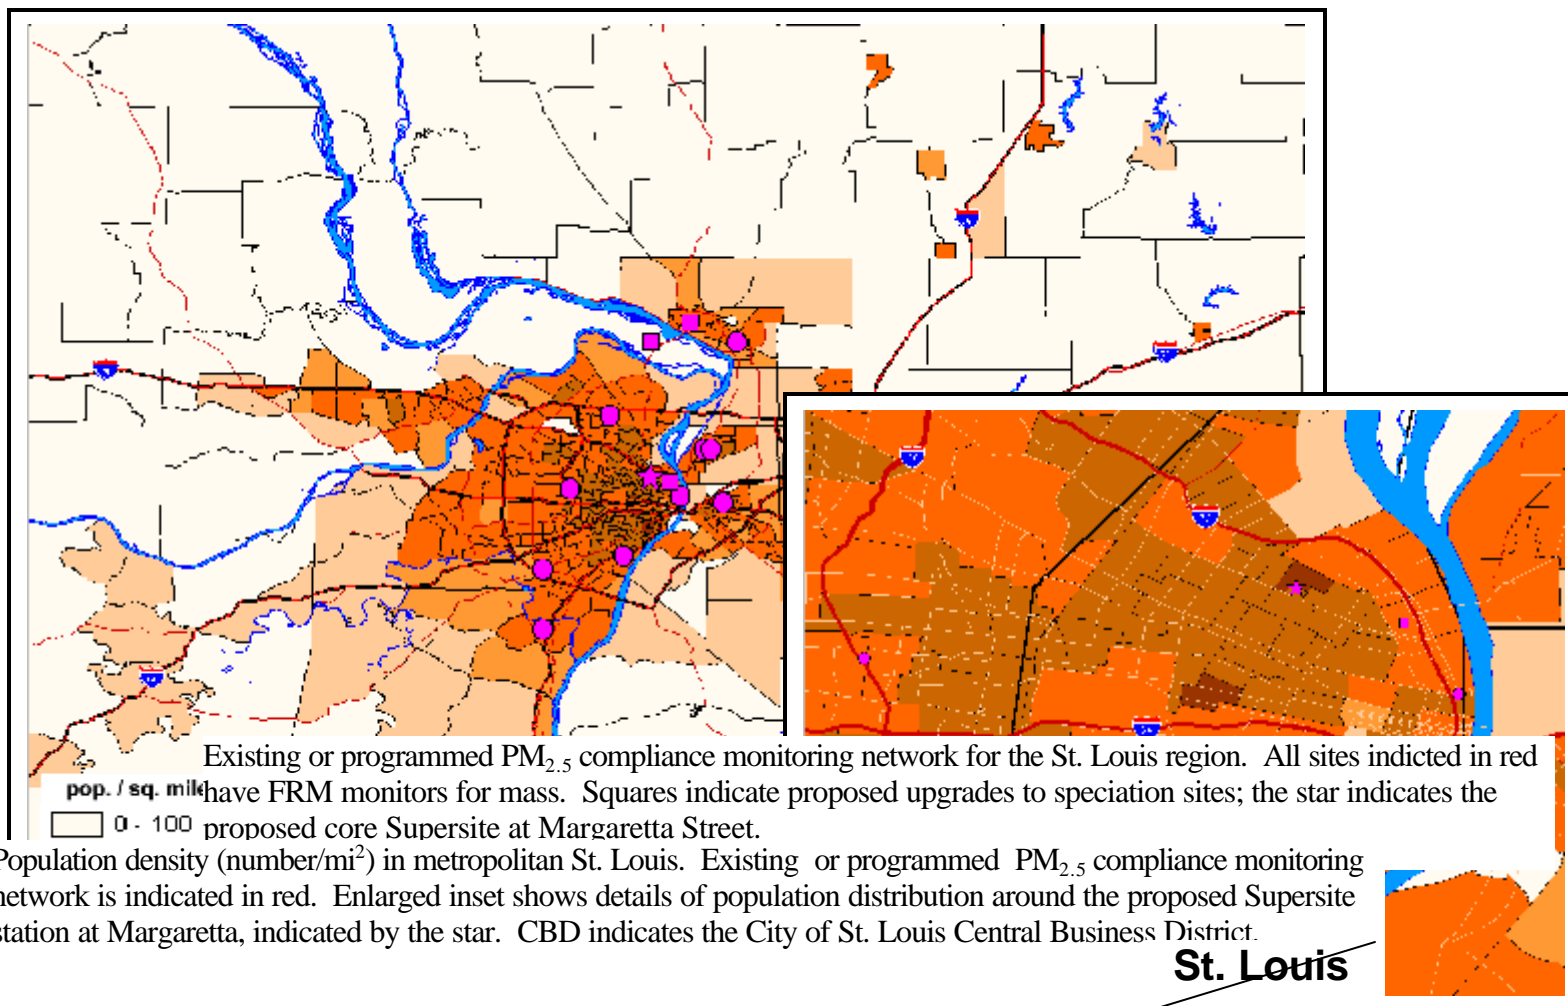 Existing or programmed PM2.5 compliance monitoring network for the St. Louis region.  All sites indicted in red
have FRM monitors for mass.  Squares indicate proposed upgrades to speciation sites; the star indicates the
proposed core Supersite at Margaretta Street.
pop. / sq. mile
0 - 100
Population density (number/mi2) in metropolitan St. Louis.  Existing  or programmed  PM2.5 compliance monitoring
network is indicated in red.  Enlarged inset shows details of population distribution around the proposed Supersite
station at Margaretta, indicated by the star.  CBD indicates the City of St. Louis Central Business District.
St. Louis